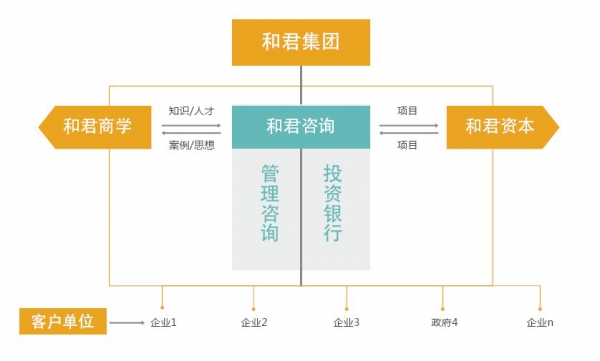 和君集团
和君商学
知识/人才
案例/思想
和君咨询
项目
项目
和君资本
管理咨询
投资银行
客户单位
企业1
企业2
企业3
政府4
企业n